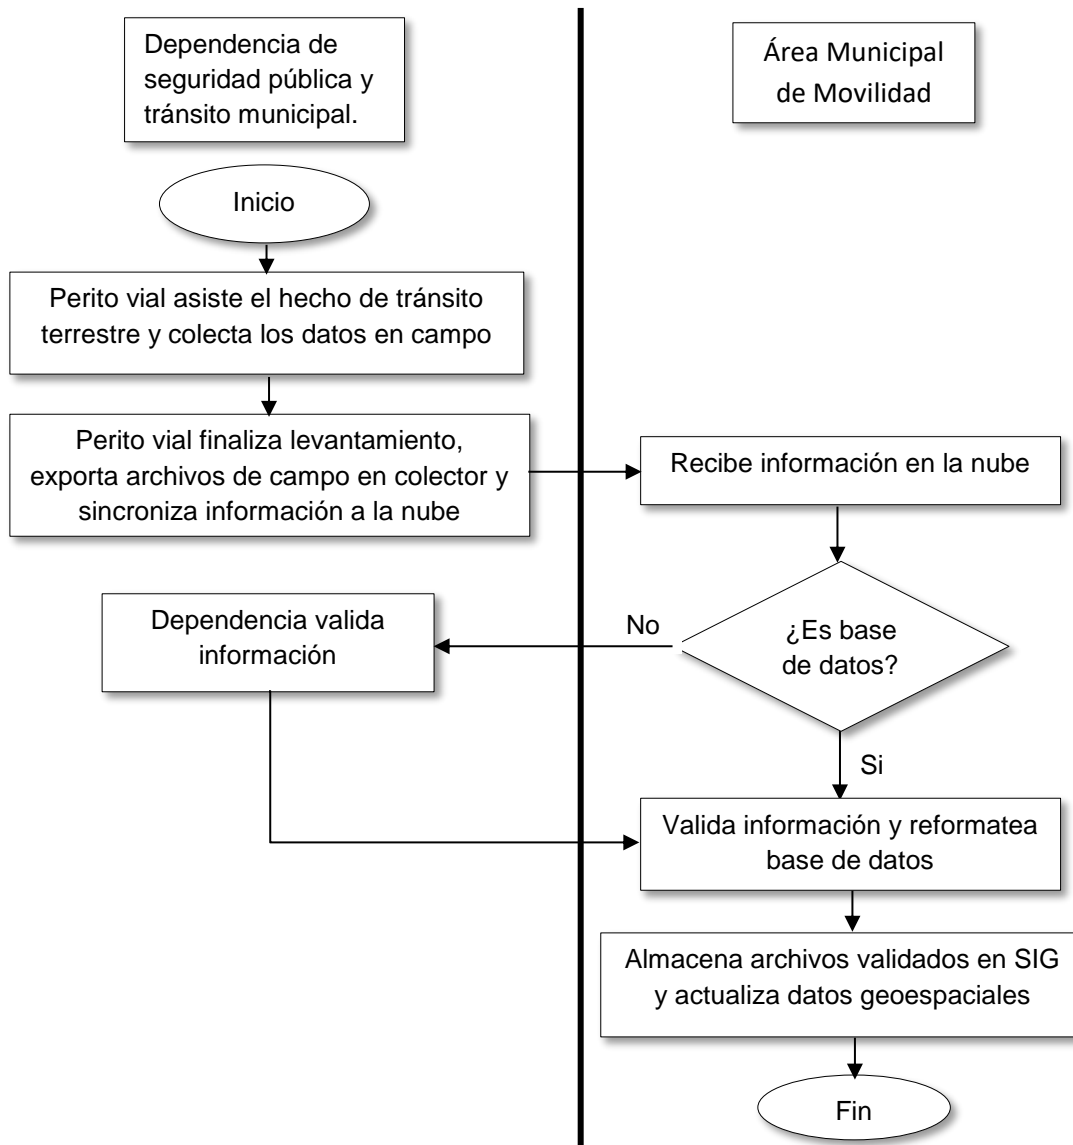 Dependencia de
seguridad pública y
tránsito municipal.
Área Municipal
de Movilidad
Inicio
Perito vial asiste el hecho de tránsito
terrestre y colecta los datos en campo
Perito vial finaliza levantamiento,
exporta archivos de campo en colector y
sincroniza información a la nube
Recibe información en la nube
Dependencia valida
información
No
¿Es base
de datos?
Si
Valida información y reformatea
base de datos
Almacena archivos validados en SIG
y actualiza datos geoespaciales
Fin